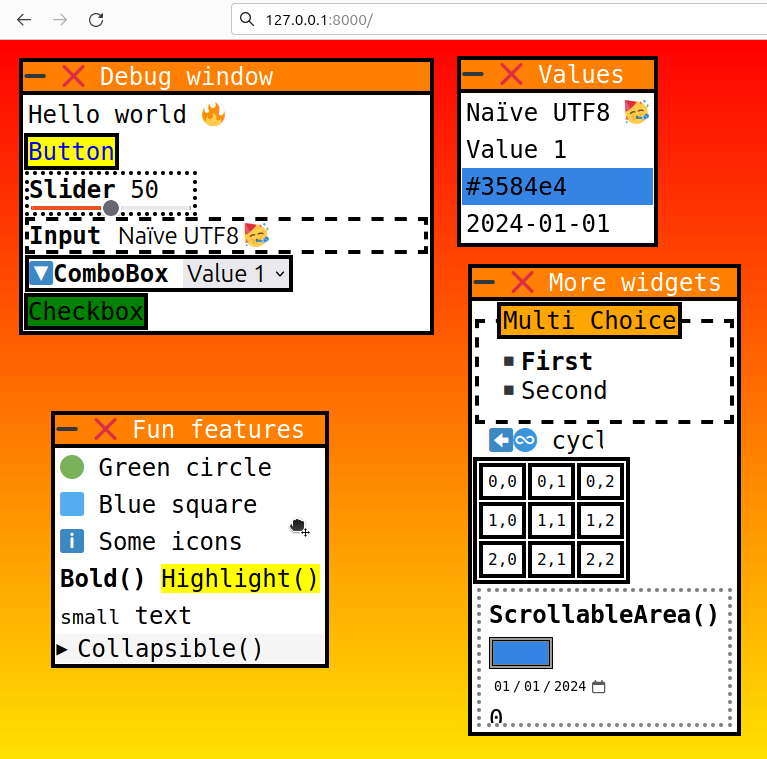 127.0.0.1:8000/
Debug window
Hello world 🔥
Button
Slider 50
Input Naïve UTF8🥳
🔽ComboBox Value 1
Checkbox
Values
Naïve UTF8 🥳
Value 1
#3584e4
2024-01-01
More widgets
Multi Choice
First
Second
cycl
0,0 0,1 0,2
1,0 1,1 1,2
2,0 2,1 2,2
ScrollableArea()
01/01/2024
0
Fun features
Green circle
Blue square
ℹ️ Some icons
Bold() Highlight()
small text
▶ Collapsible()